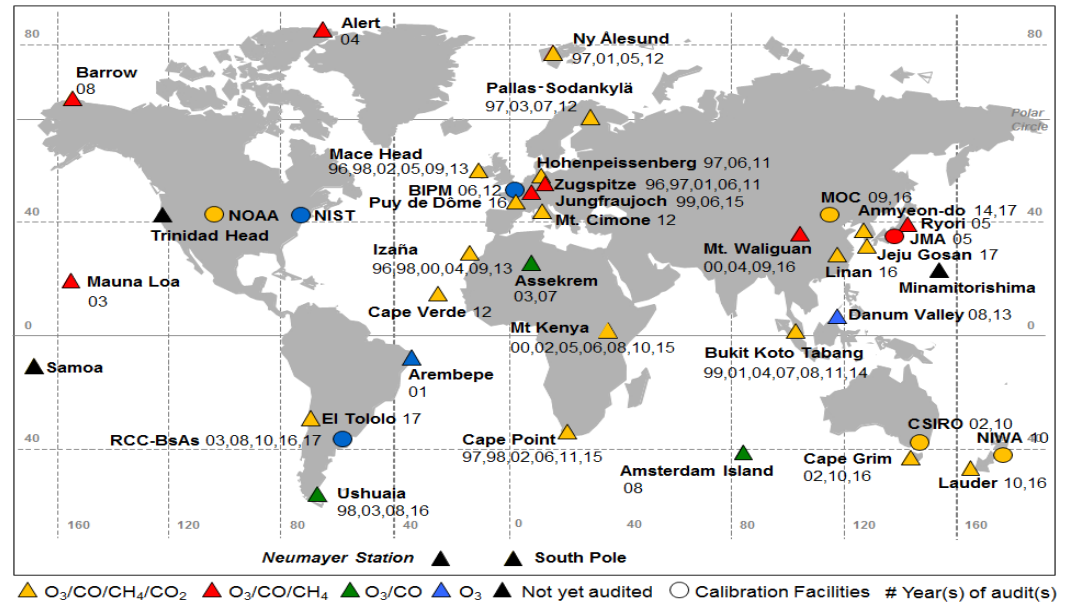 80
80
Alert
04
Ny Ålesund
97,01,05,12
Barrow
08
Pallas-Sodankylä
97,03,07,12
Polar
Circle
Mace Head
96,98,02,05,09,13
Hohenpeissenberg 97,06,11
BIPM 06,12
Zugspitze 96,97,01,06,11
Puy de Dôme 16
Jungfraujoch 99,06,15
Mt. Cimone 12
MOC 09,16
Anmyeon-do 14,17
Ryori 05
JMA 05
Jeju Gosan 17
40
40
NOAA
NIST
Trinidad Head
Mt. Waliguan
00,04,09,16
Linan 16
Minamitorishima
Izaña
96,98,00,04,09,13
Assekrem
03,07
Mauna Loa
03
Cape Verde 12
Danum Valley 08,13
Mt Kenya
00,02,05,06,08,10,15
0
0
Bukit Koto Tabang
99,01,04,07,08,11,14
Samoa
Arembepe
01
El Tololo 17
RCC-BsAs 03,08,10,16,17
CSIRO 02,10
NIWA
40
40
Cape Point
97,98,02,06,11,15
Cape Grim
02,10,16
Amsterdam Island
08
Lauder 10,16
Ushuaia
98,03,08,16
160
120
80
40
0
40
80
120
160
Neumayer Station
South Pole
O3/CO/CH4/CO2
O3/CO/CH4
O3/CO
O3
Not yet audited
Calibration Facilities
# Year(s) of audit(s)